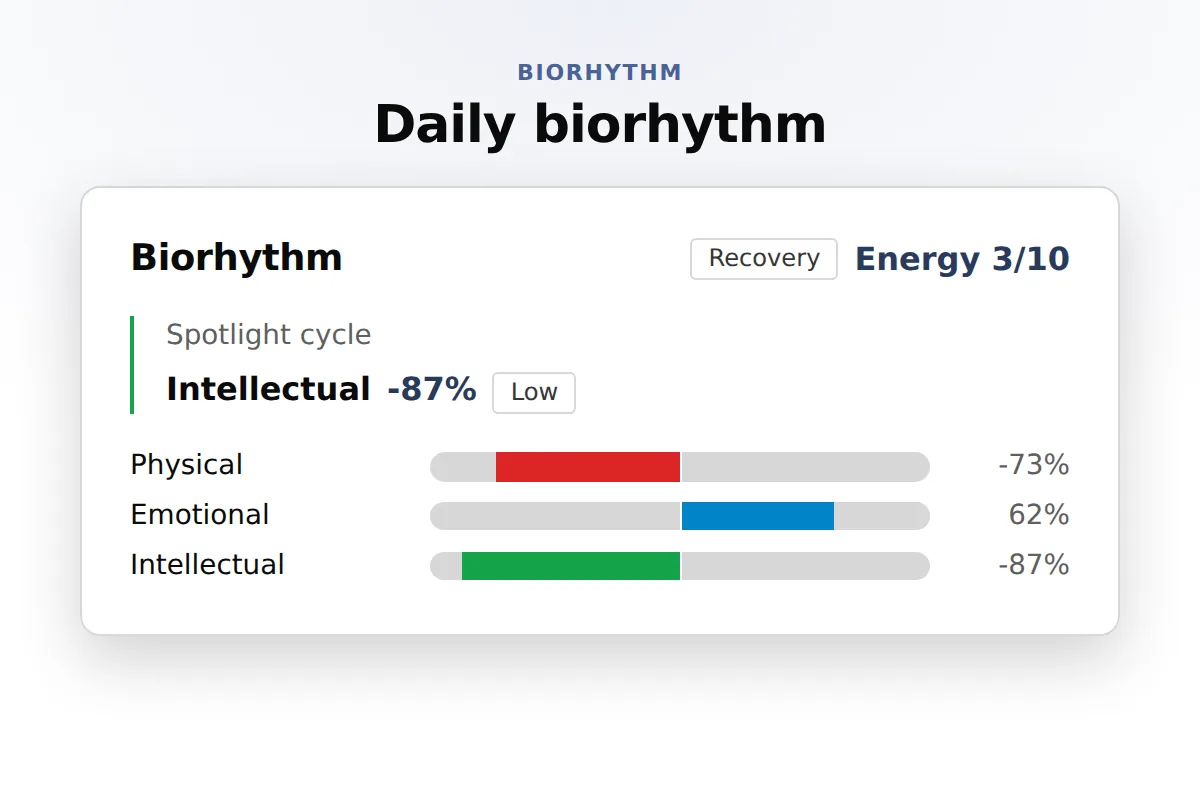 BIORHYTHM
Daily biorhythm
Biorhythm Recovery Energy 3/10
Spotlight cycle
Intellectual -87% Low
Physical -73%
Emotional 62%
Intellectual -87%